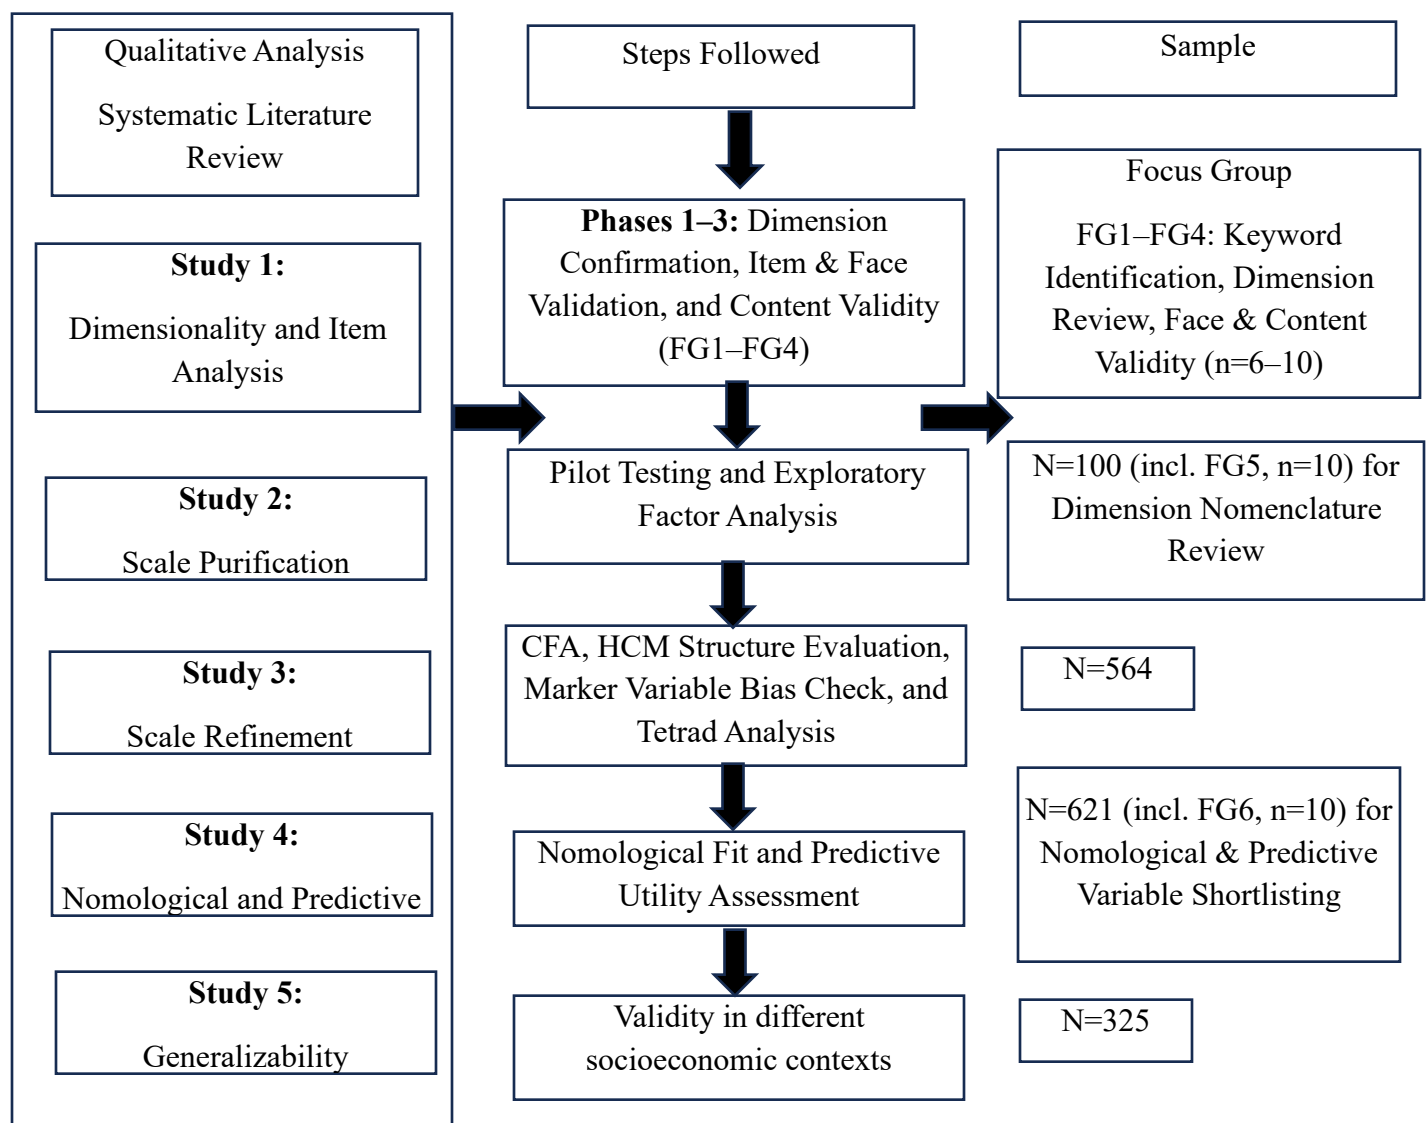 Qualitative Analysis
Systematic Literature
Review
Study 1:
Dimensionality and Item
Analysis
Study 2:
Scale Purification
Study 3:
Scale Refinement
Study 4:
Nomological and Predictive
Study 5:
Generalizability
Steps Followed
Phases 1–3: Dimension
Confirmation, Item & Face
Validation, and Content Validity
(FG1–FG4)
Pilot Testing and Exploratory
Factor Analysis
CFA, HCM Structure Evaluation,
Marker Variable Bias Check, and
Tetrad Analysis
Nomological Fit and Predictive
Utility Assessment
Validity in different
socioeconomic contexts
Sample
Focus Group
FG1–FG4: Keyword
Identification, Dimension
Review, Face & Content
Validity (n=6–10)
N=100 (incl. FG5, n=10) for
Dimension Nomenclature
Review
N=564
N=621 (incl. FG6, n=10) for
Nomological & Predictive
Variable Shortlisting
N=325